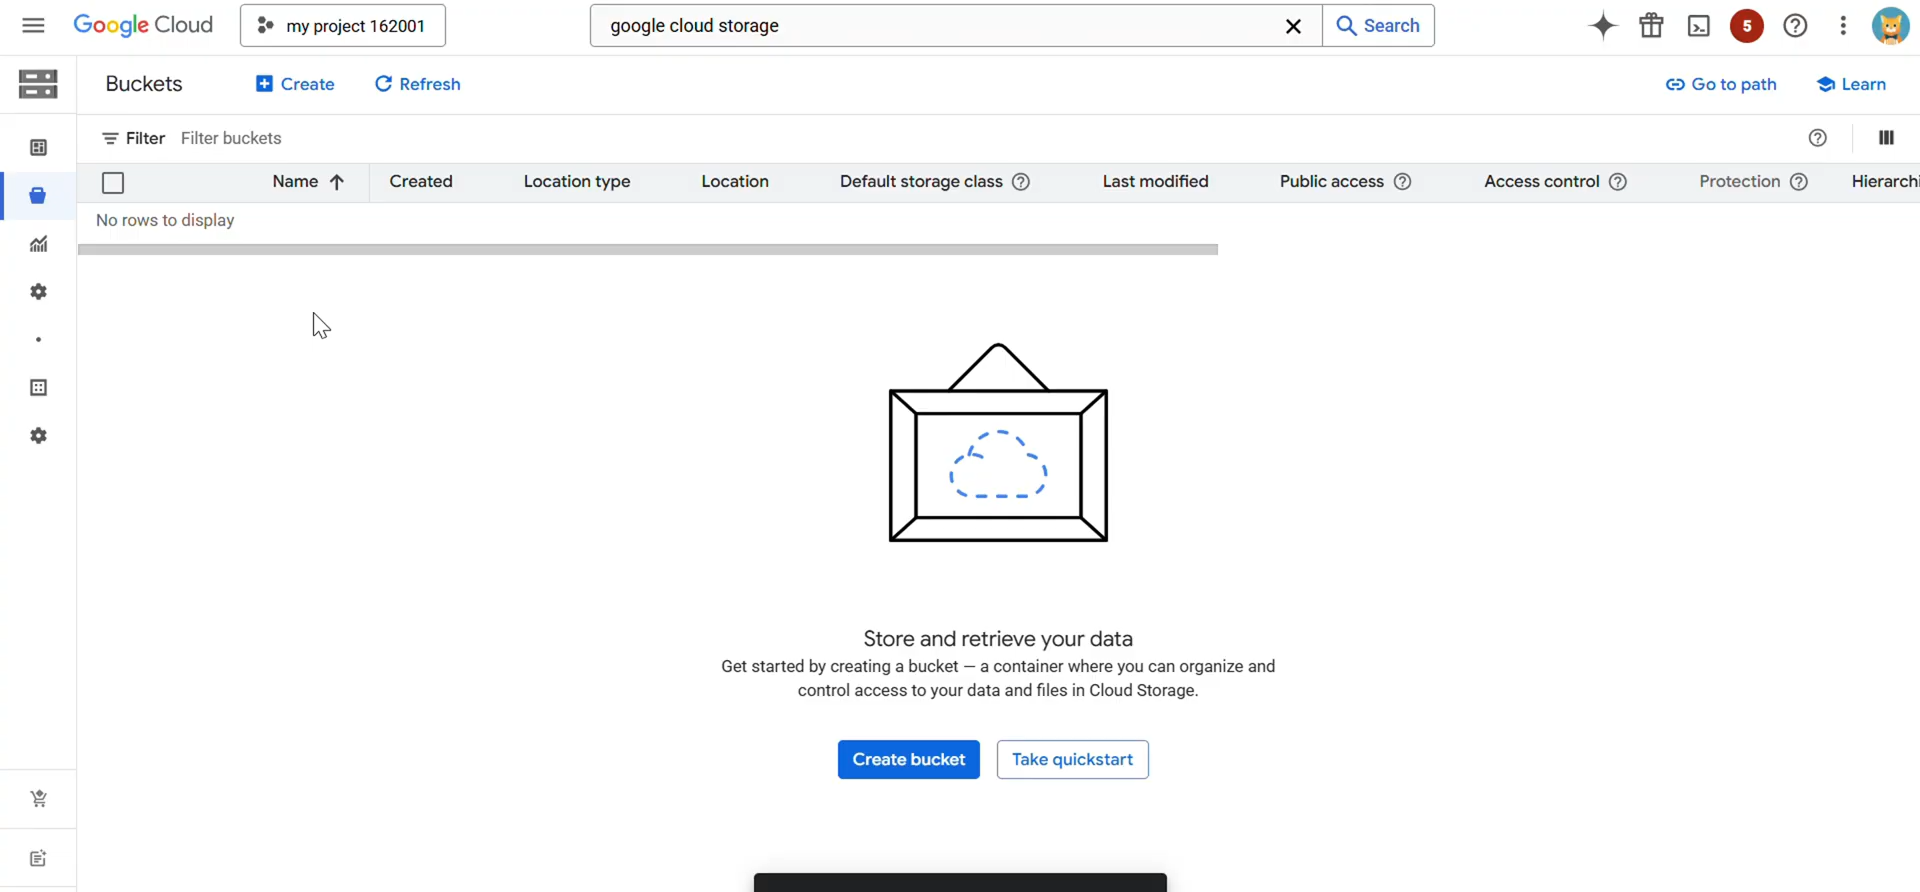 Google Cloud
my project 162001
google cloud storage
Search
5
Buckets
Create
Refresh
Go to path
Learn
Filter Filter buckets
Name Created Location type Location Default storage class Last modified Public access Access control Protection Hierarchi
No rows to display
Store and retrieve your data
Get started by creating a bucket — a container where you can organize and
control access to your data and files in Cloud Storage.
Create bucket
Take quickstart